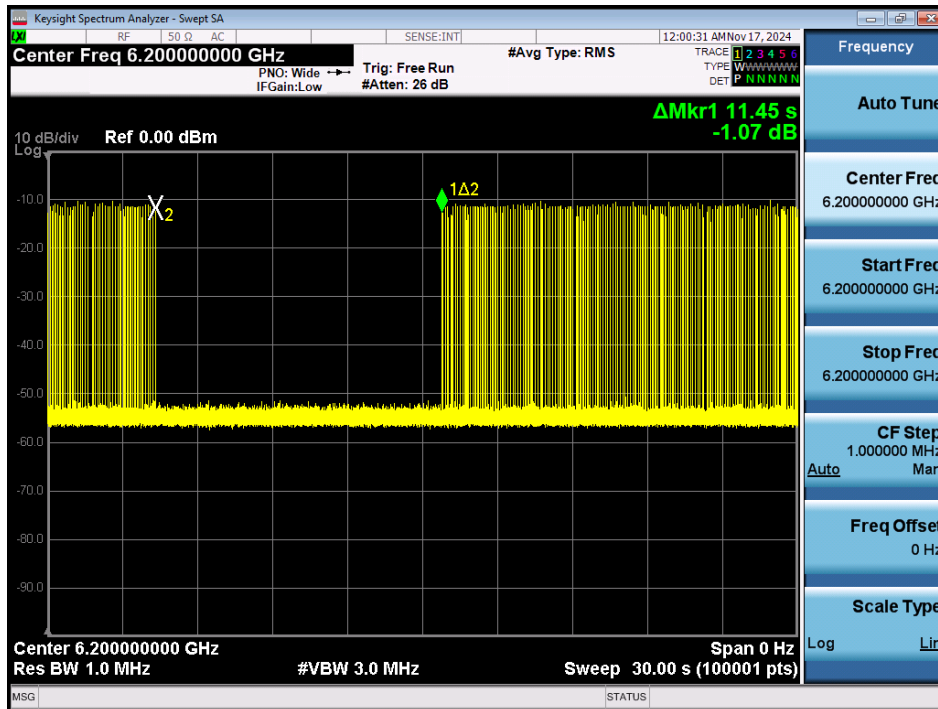 Keysight Spectrum Analyzer - Swept SA
LXI
RF 50 Ω AC SENSE:INT 12:00:31 AMNov 17, 2024
Center Freq 6.200000000 GHz
PNO: Wide
IFGain:Low
Trig: Free Run
#Atten: 26 dB
#Avg Type: RMS
TRACE 1 2 3 4 5 6
TYPE WWWWWW
DET P N N N N N
ΔMkr1 11.45 s
-1.07 dB
10 dB/div Ref 0.00 dBm
Log
1Δ2
2
-10.0
-20.0
-30.0
-40.0
-50.0
-60.0
-70.0
-80.0
-90.0
Center 6.200000000 GHz Span 0 Hz
Res BW 1.0 MHz #VBW 3.0 MHz Sweep 30.00 s (100001 pts)
MSG STATUS
Frequency
Auto Tune
Center Freq
6.200000000 GHz
Start Freq
6.200000000 GHz
Stop Freq
6.200000000 GHz
CF Step
1.000000 MHz
Auto Man
Freq Offset
0 Hz
Scale Type
Log Lin